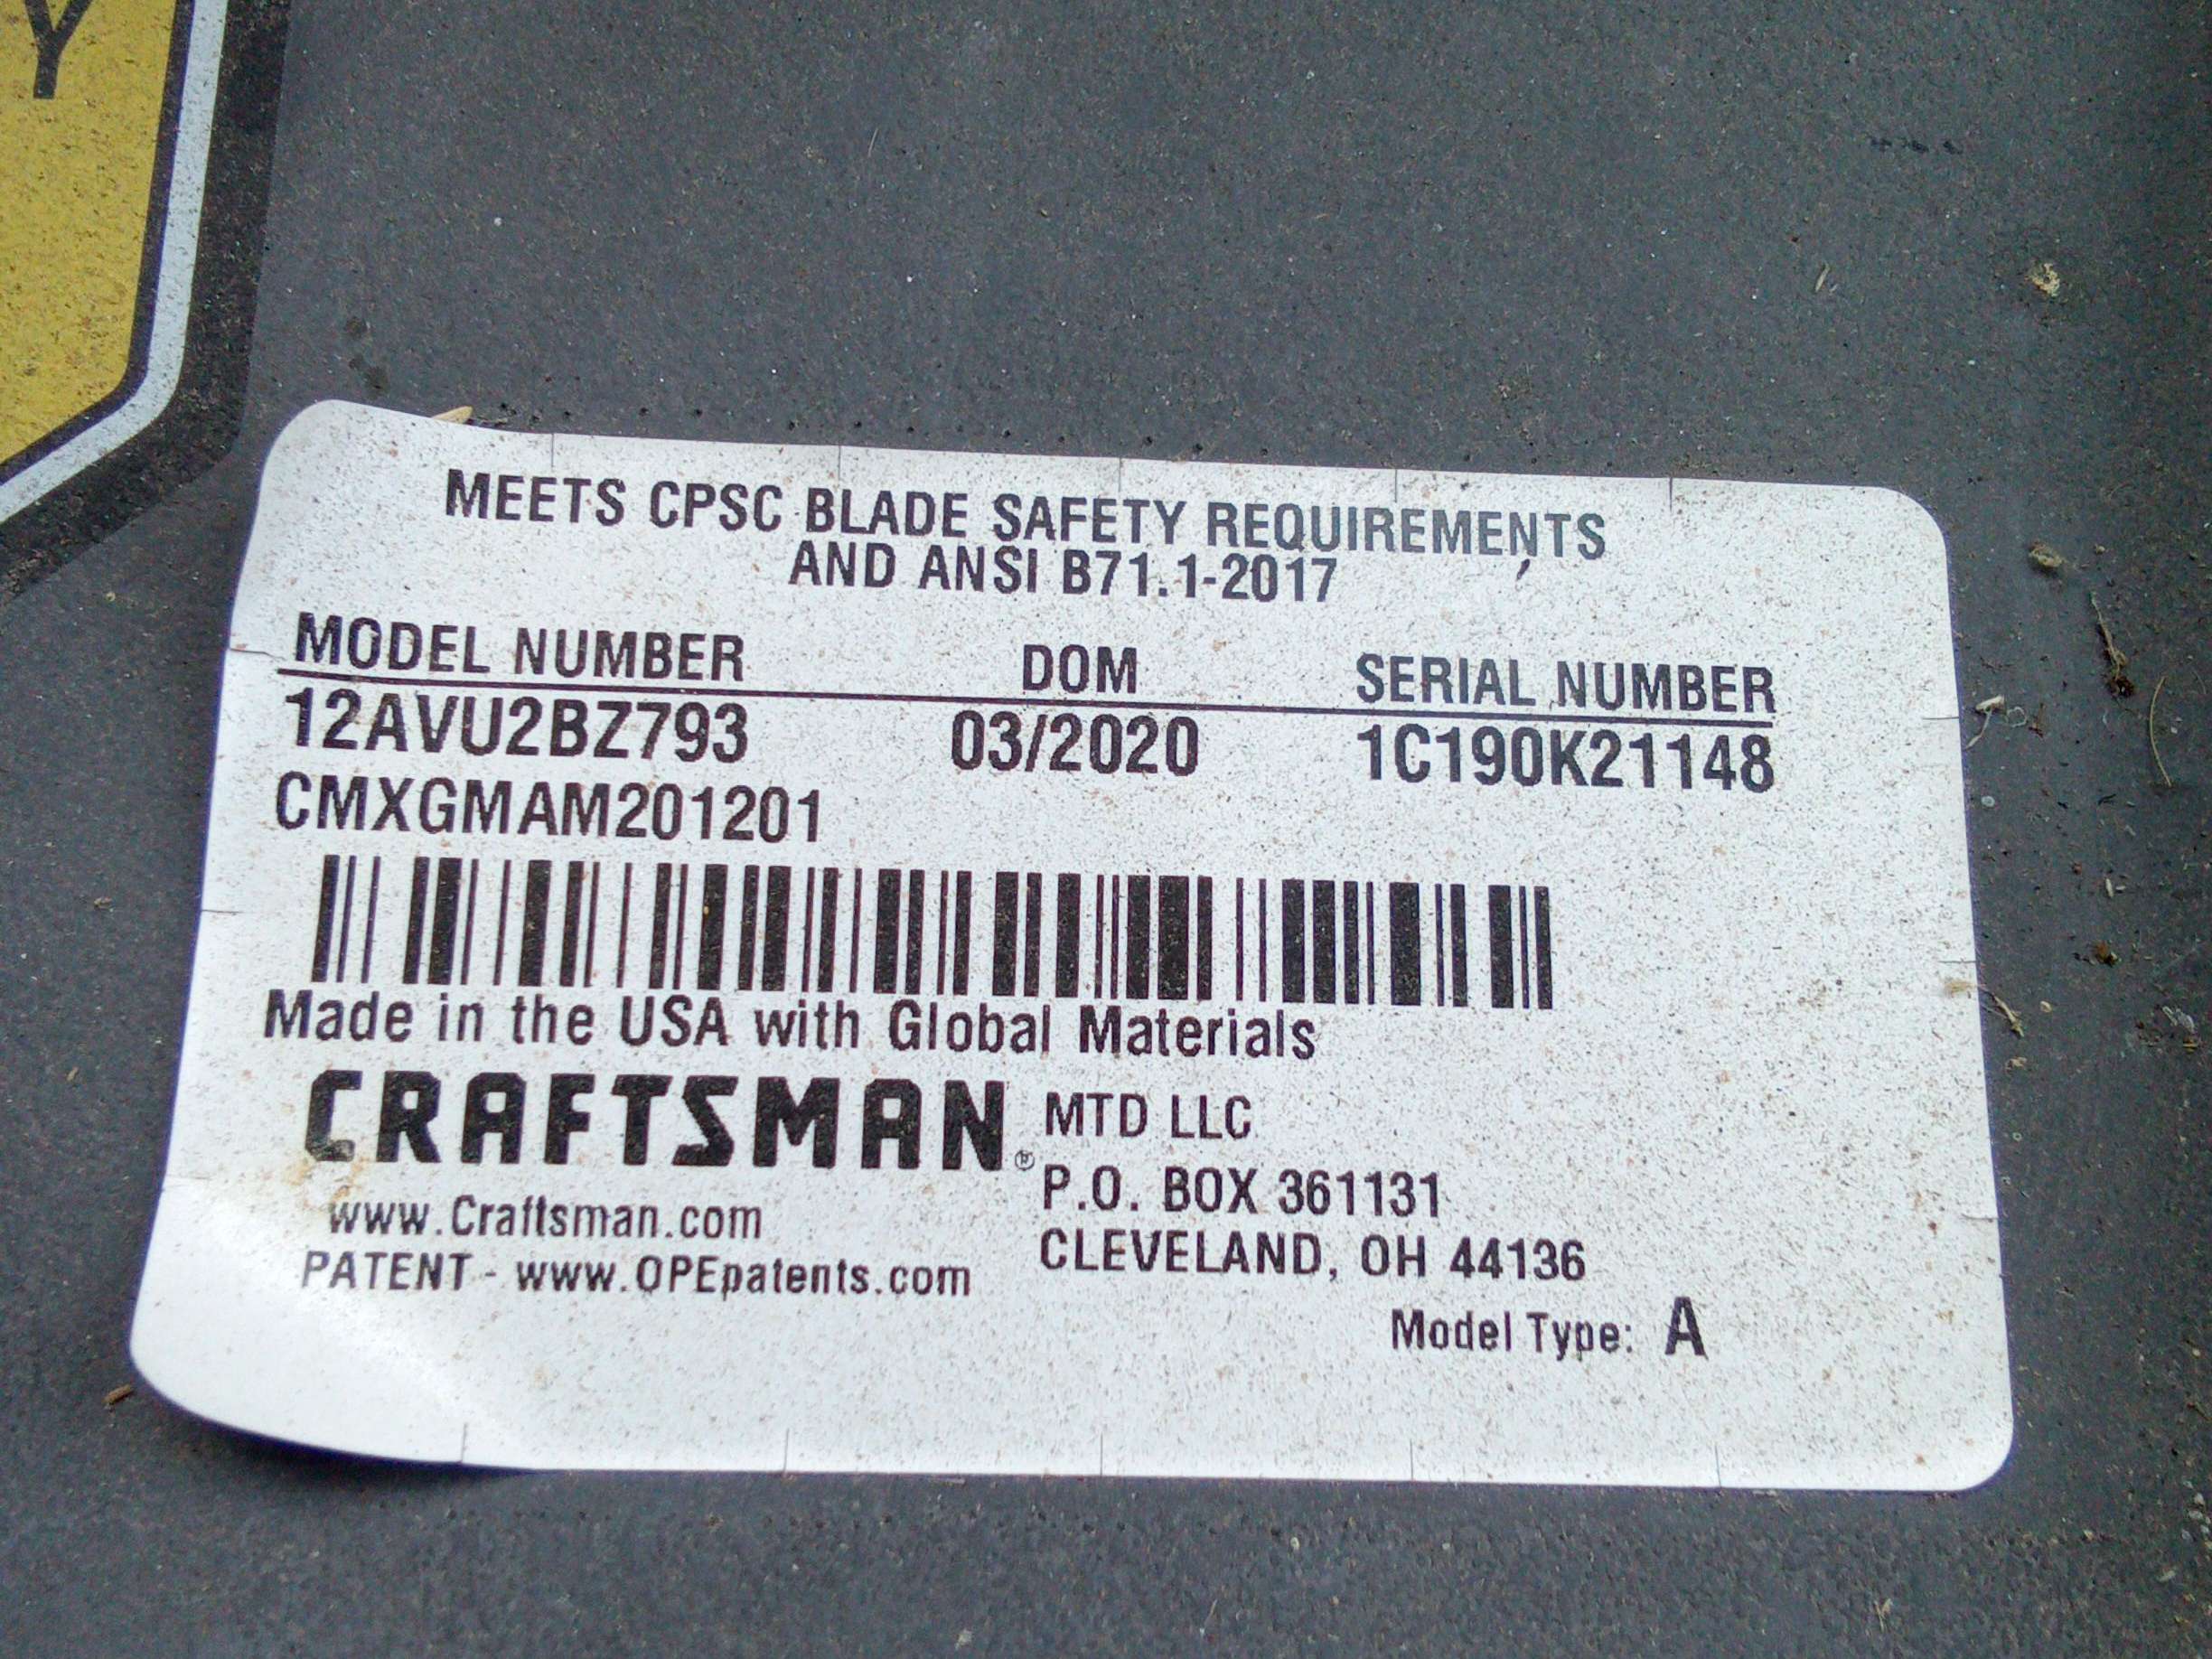 Y
MEETS CPSC BLADE SAFETY REQUIREMENTS
AND ANSI B71.1-2017
MODEL NUMBER DOM SERIAL NUMBER
12AVU2BZ793 03/2020 1C190K21148
CMXGMAM201201
Made in the USA with Global Materials
CRAFTSMAN® MTD LLC
P.O. BOX 361131
www.Craftsman.com
CLEVELAND, OH 44136
PATENT - www.OPEpatents.com
Model Type: A